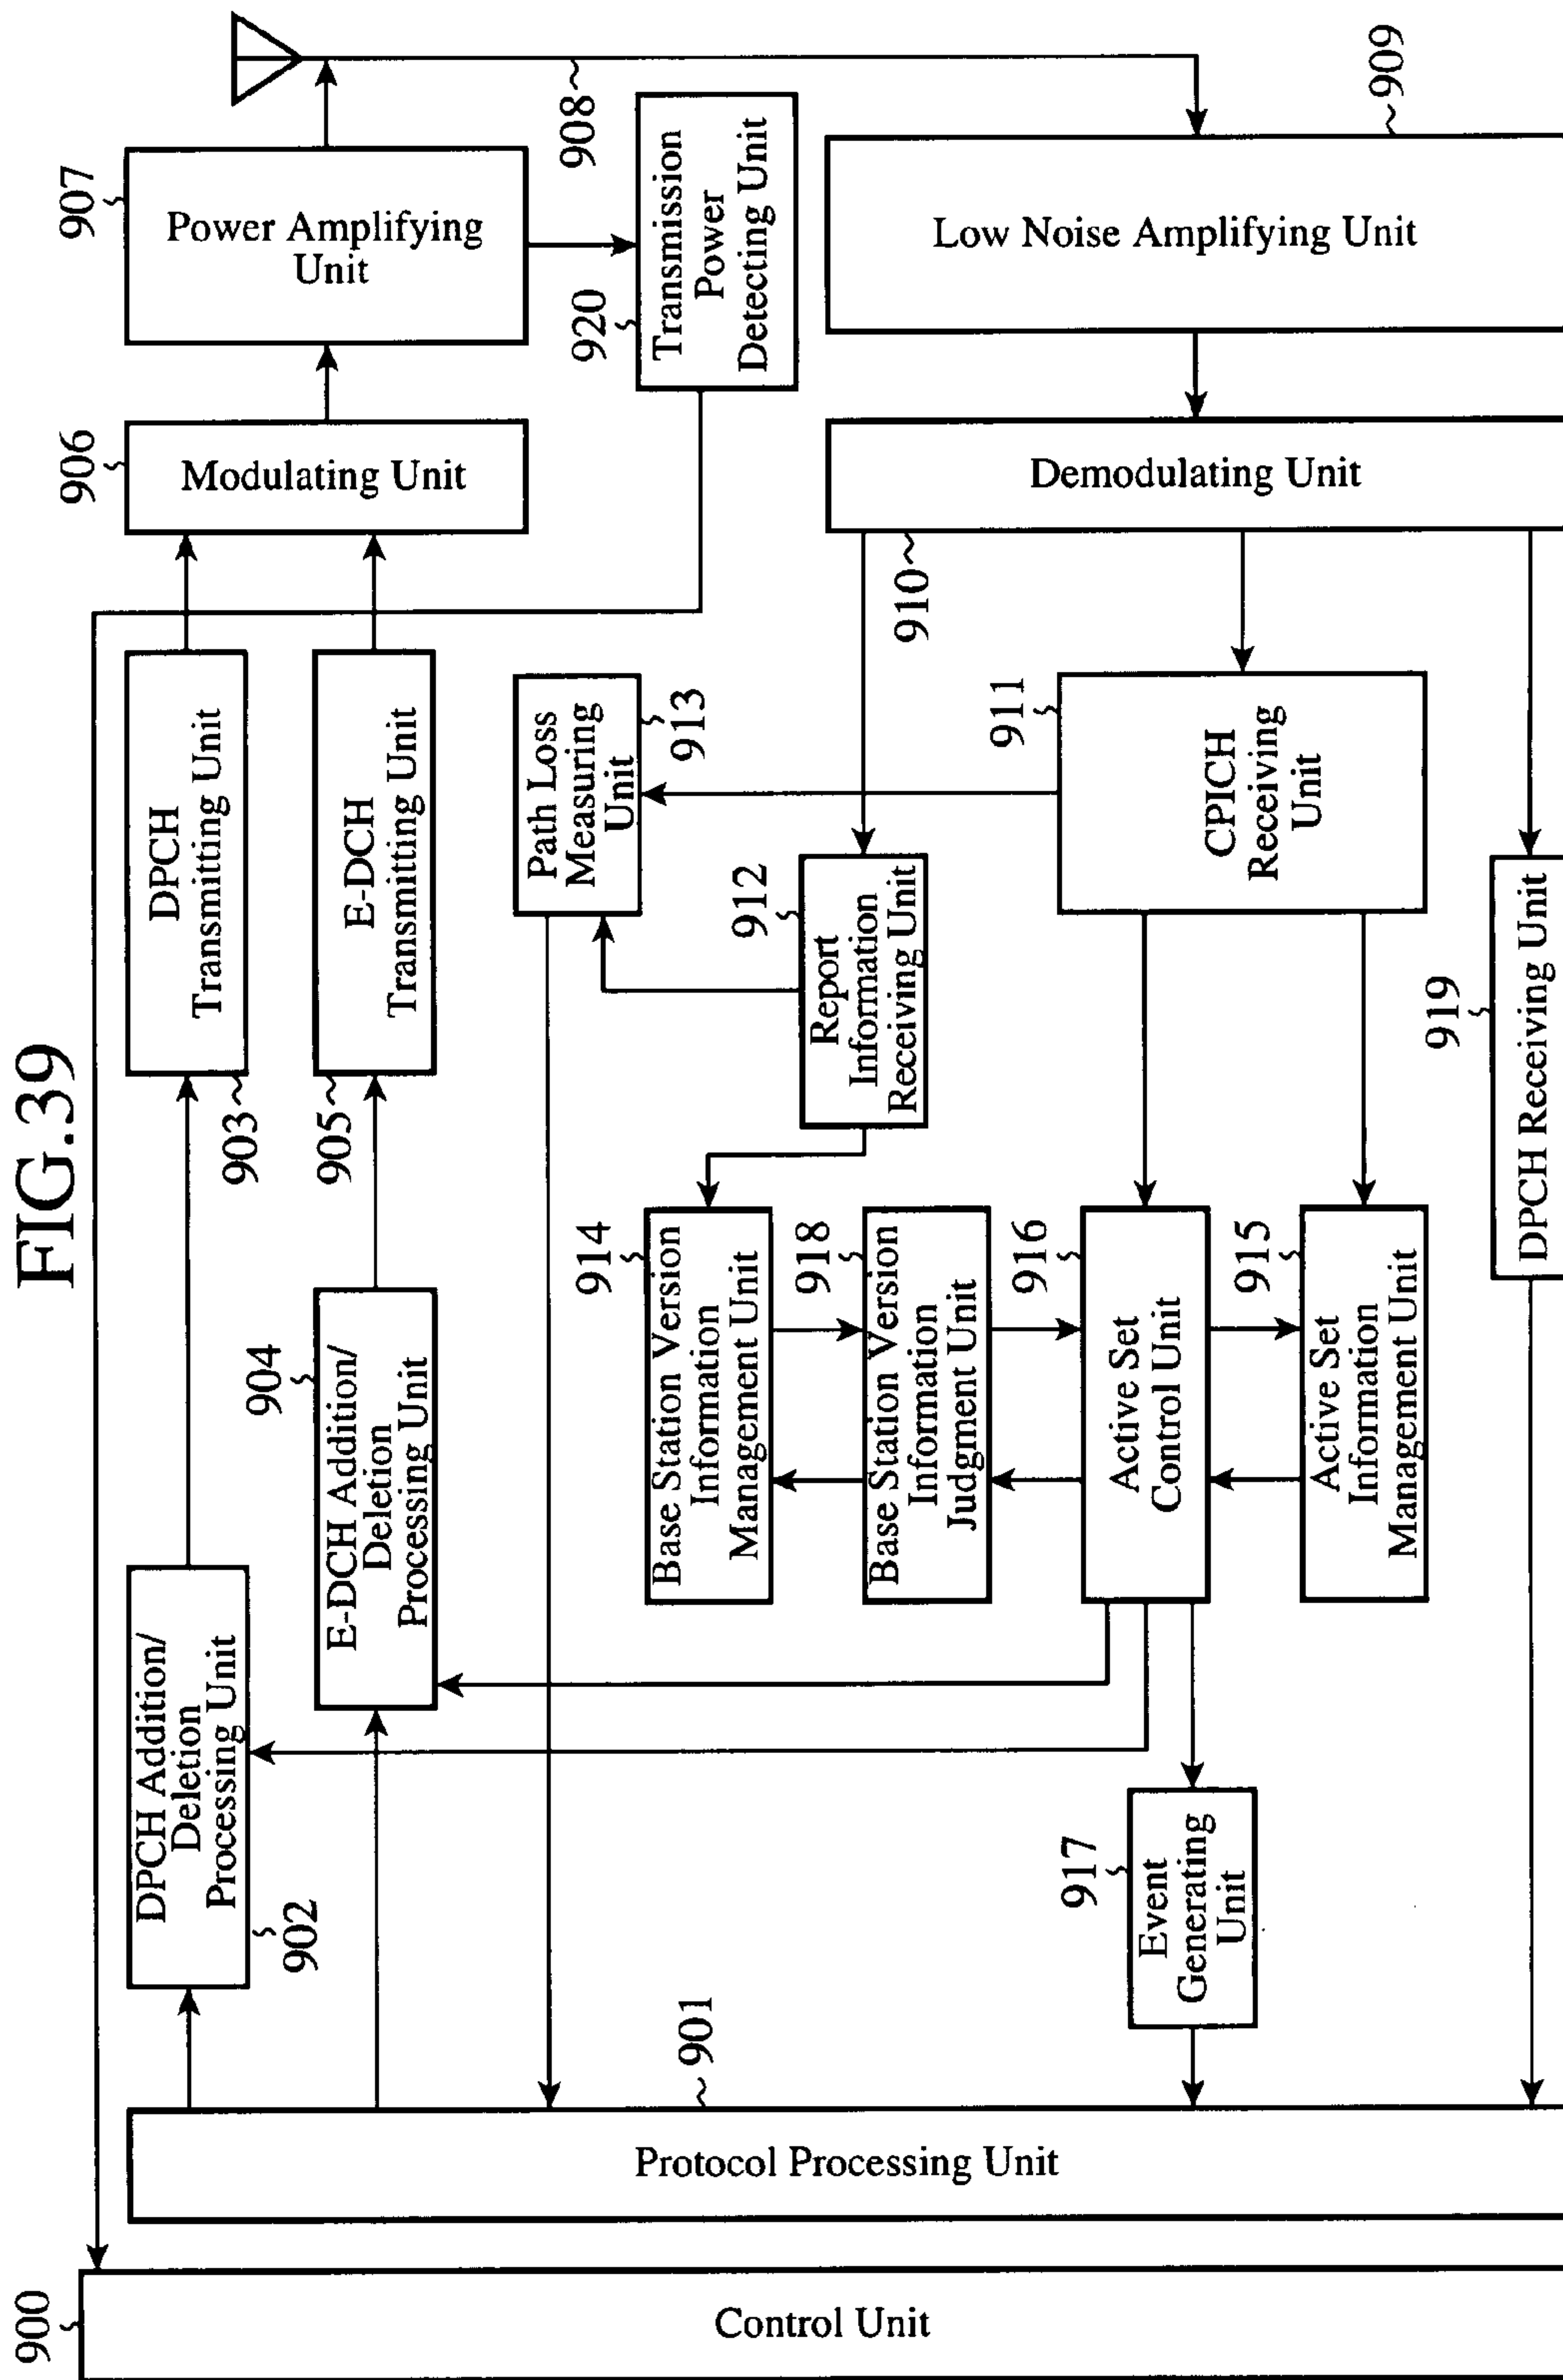 FIG.39
900
Control Unit
901
Protocol Processing Unit
902
DPCH Addition/
Deletion
Processing Unit
903
DPCH
Transmitting Unit
904
E-DCH Addition/
Deletion
Processing Unit
905
E-DCH
Transmitting Unit
906
Modulating Unit
907
Power Amplifying
Unit
908
920
Transmission
Power
Detecting Unit
909
Low Noise Amplifying Unit
910
Demodulating Unit
911
CPICH
Receiving
Unit
912
Report
Information
Receiving Unit
913
Path Loss
Measuring
Unit
914
Base Station Version
Information
Management Unit
918
Base Station Version
Information
Judgment Unit
916
Active Set
Control Unit
915
Active Set
Information
Management Unit
917
Event
Generating
Unit
919
DPCH Receiving Unit